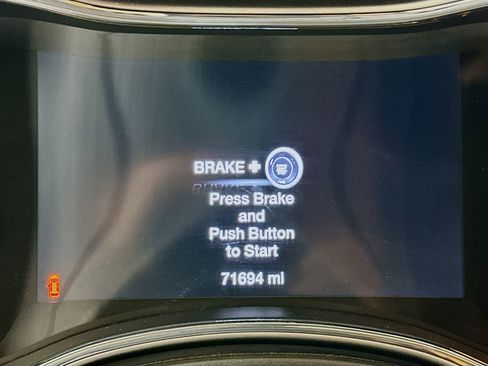 BRAKE +
Press Brake
and
Push Button
to Start
71694 mi